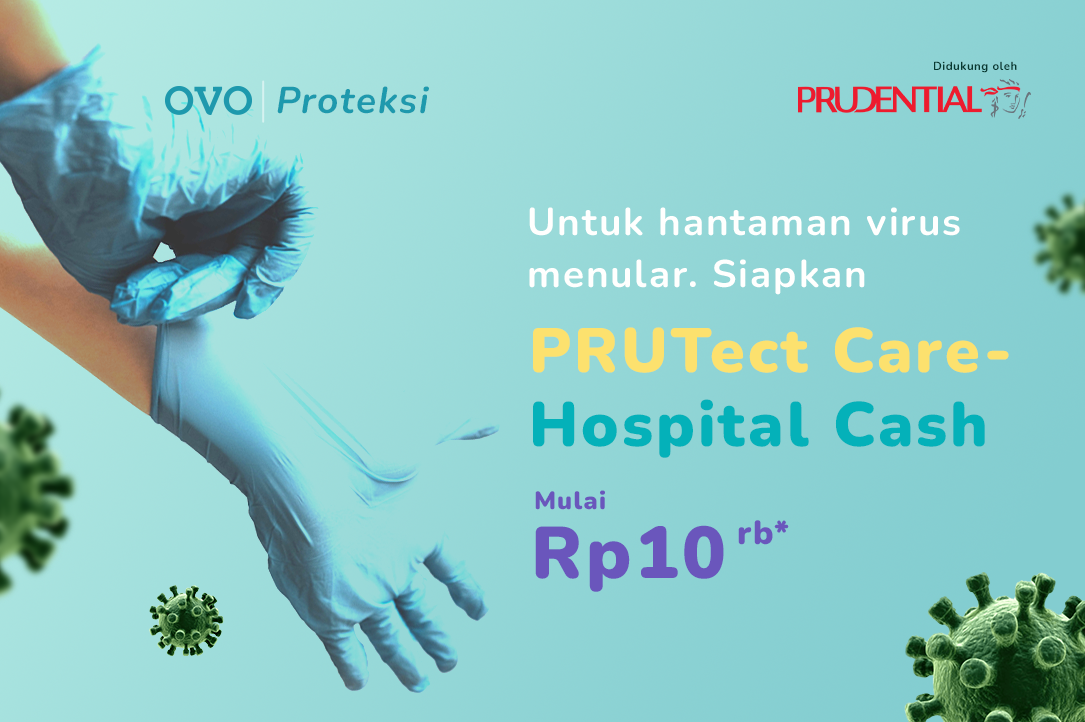 OVO | Proteksi
Didukung oleh
PRUDENTIAL
Untuk hantaman virus
menular. Siapkan
PRUTect Care-
Hospital Cash
Mulai
Rp10 rb*